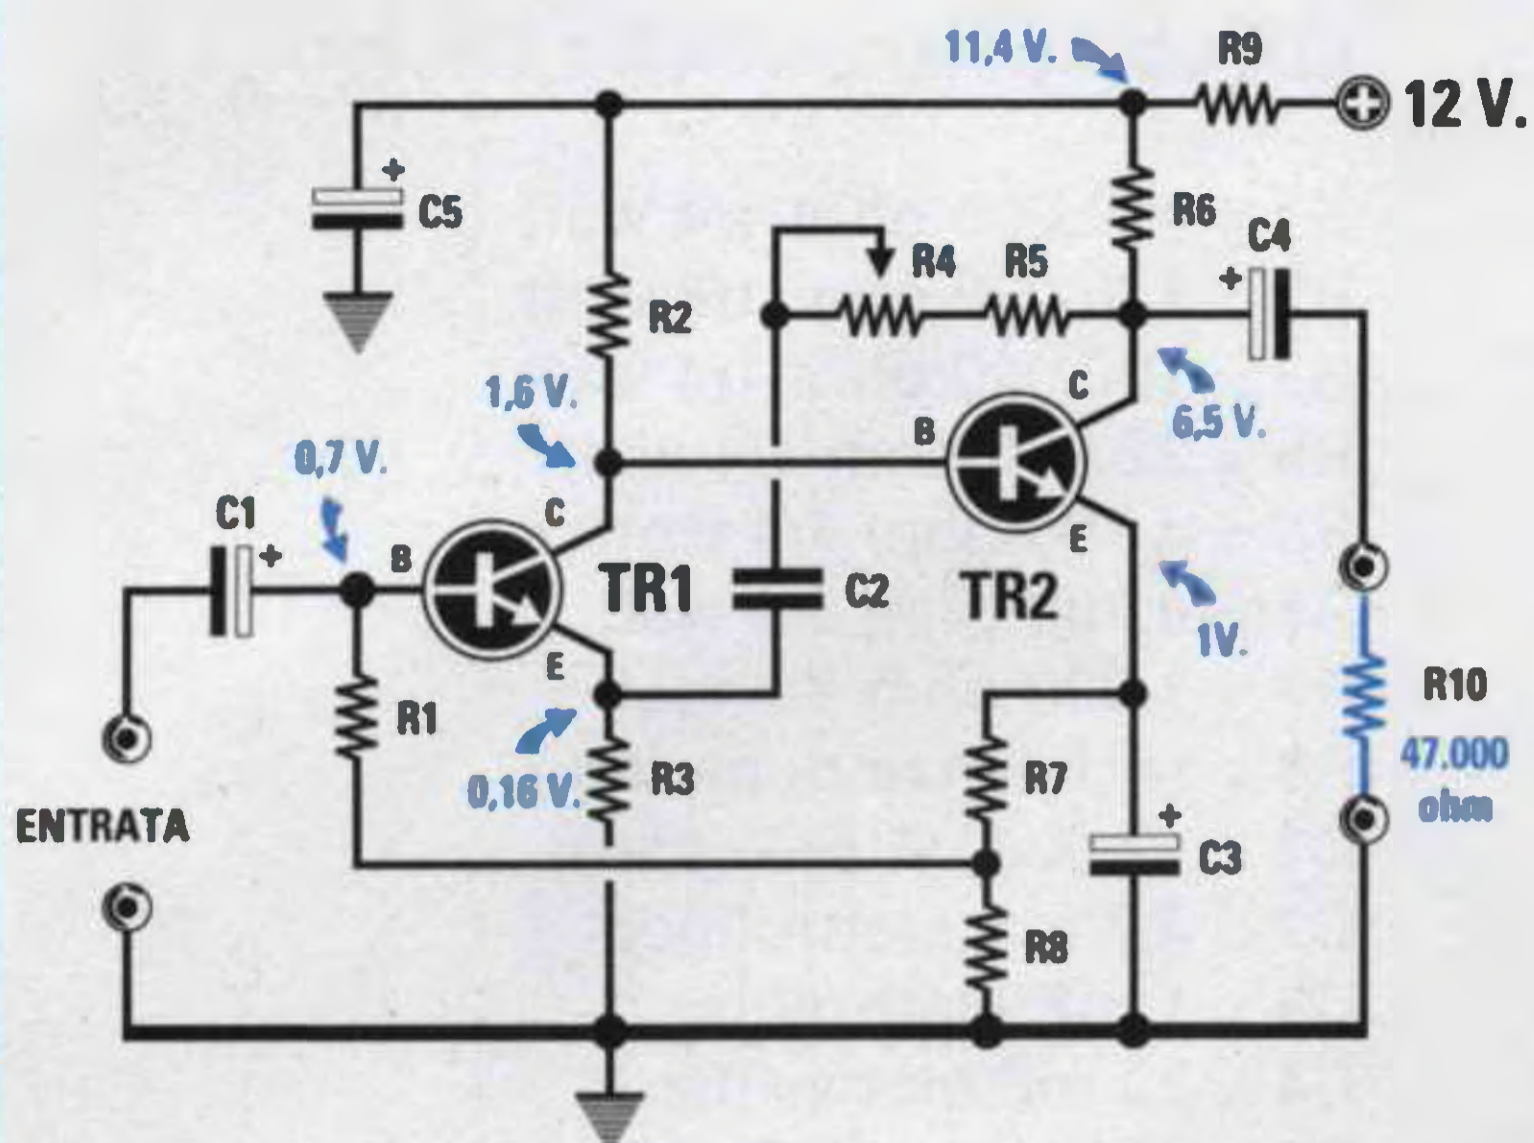 11,4 V.
R9
12 V.
+
C5
R6
C4
+
R4
R5
R2
1,6 V.
C
6,5 V.
B
0,7 V.
C1
+
B
C
E
TR1
C2
TR2
1V.
E
R10
R1
47.000
ohm
0,16 V.
R3
R7
+
C3
ENTRATA
R8